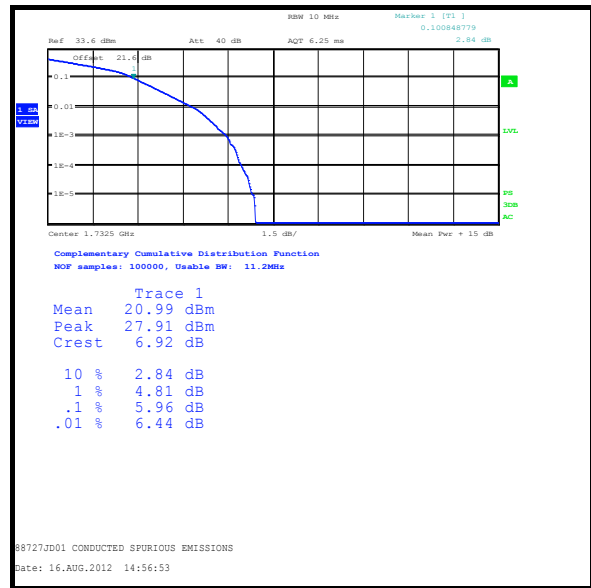 RBW 10 MHz
Marker 1 [T1 ]
0.100848779
Ref 33.6 dBm
Att 40 dB
AQT 6.25 ms
2.84 dB
Offset 21.6 dB
1
0.1
A
0.01
1 SA
VIEW
1E-3
LVL
1E-4
1E-5
PS
3DB
AC
Center 1.7325 GHz
1.5 dB/
Mean Pwr + 15 dB
Complementary Cumulative Distribution Function
NOF samples: 100000, Usable BW: 11.2MHz
Trace 1
Mean 20.99 dBm
Peak 27.91 dBm
Crest 6.92 dB
10 % 2.84 dB
1 % 4.81 dB
.1 % 5.96 dB
.01 % 6.44 dB
88727JD01 CONDUCTED SPURIOUS EMISSIONS
Date: 16.AUG.2012 14:56:53